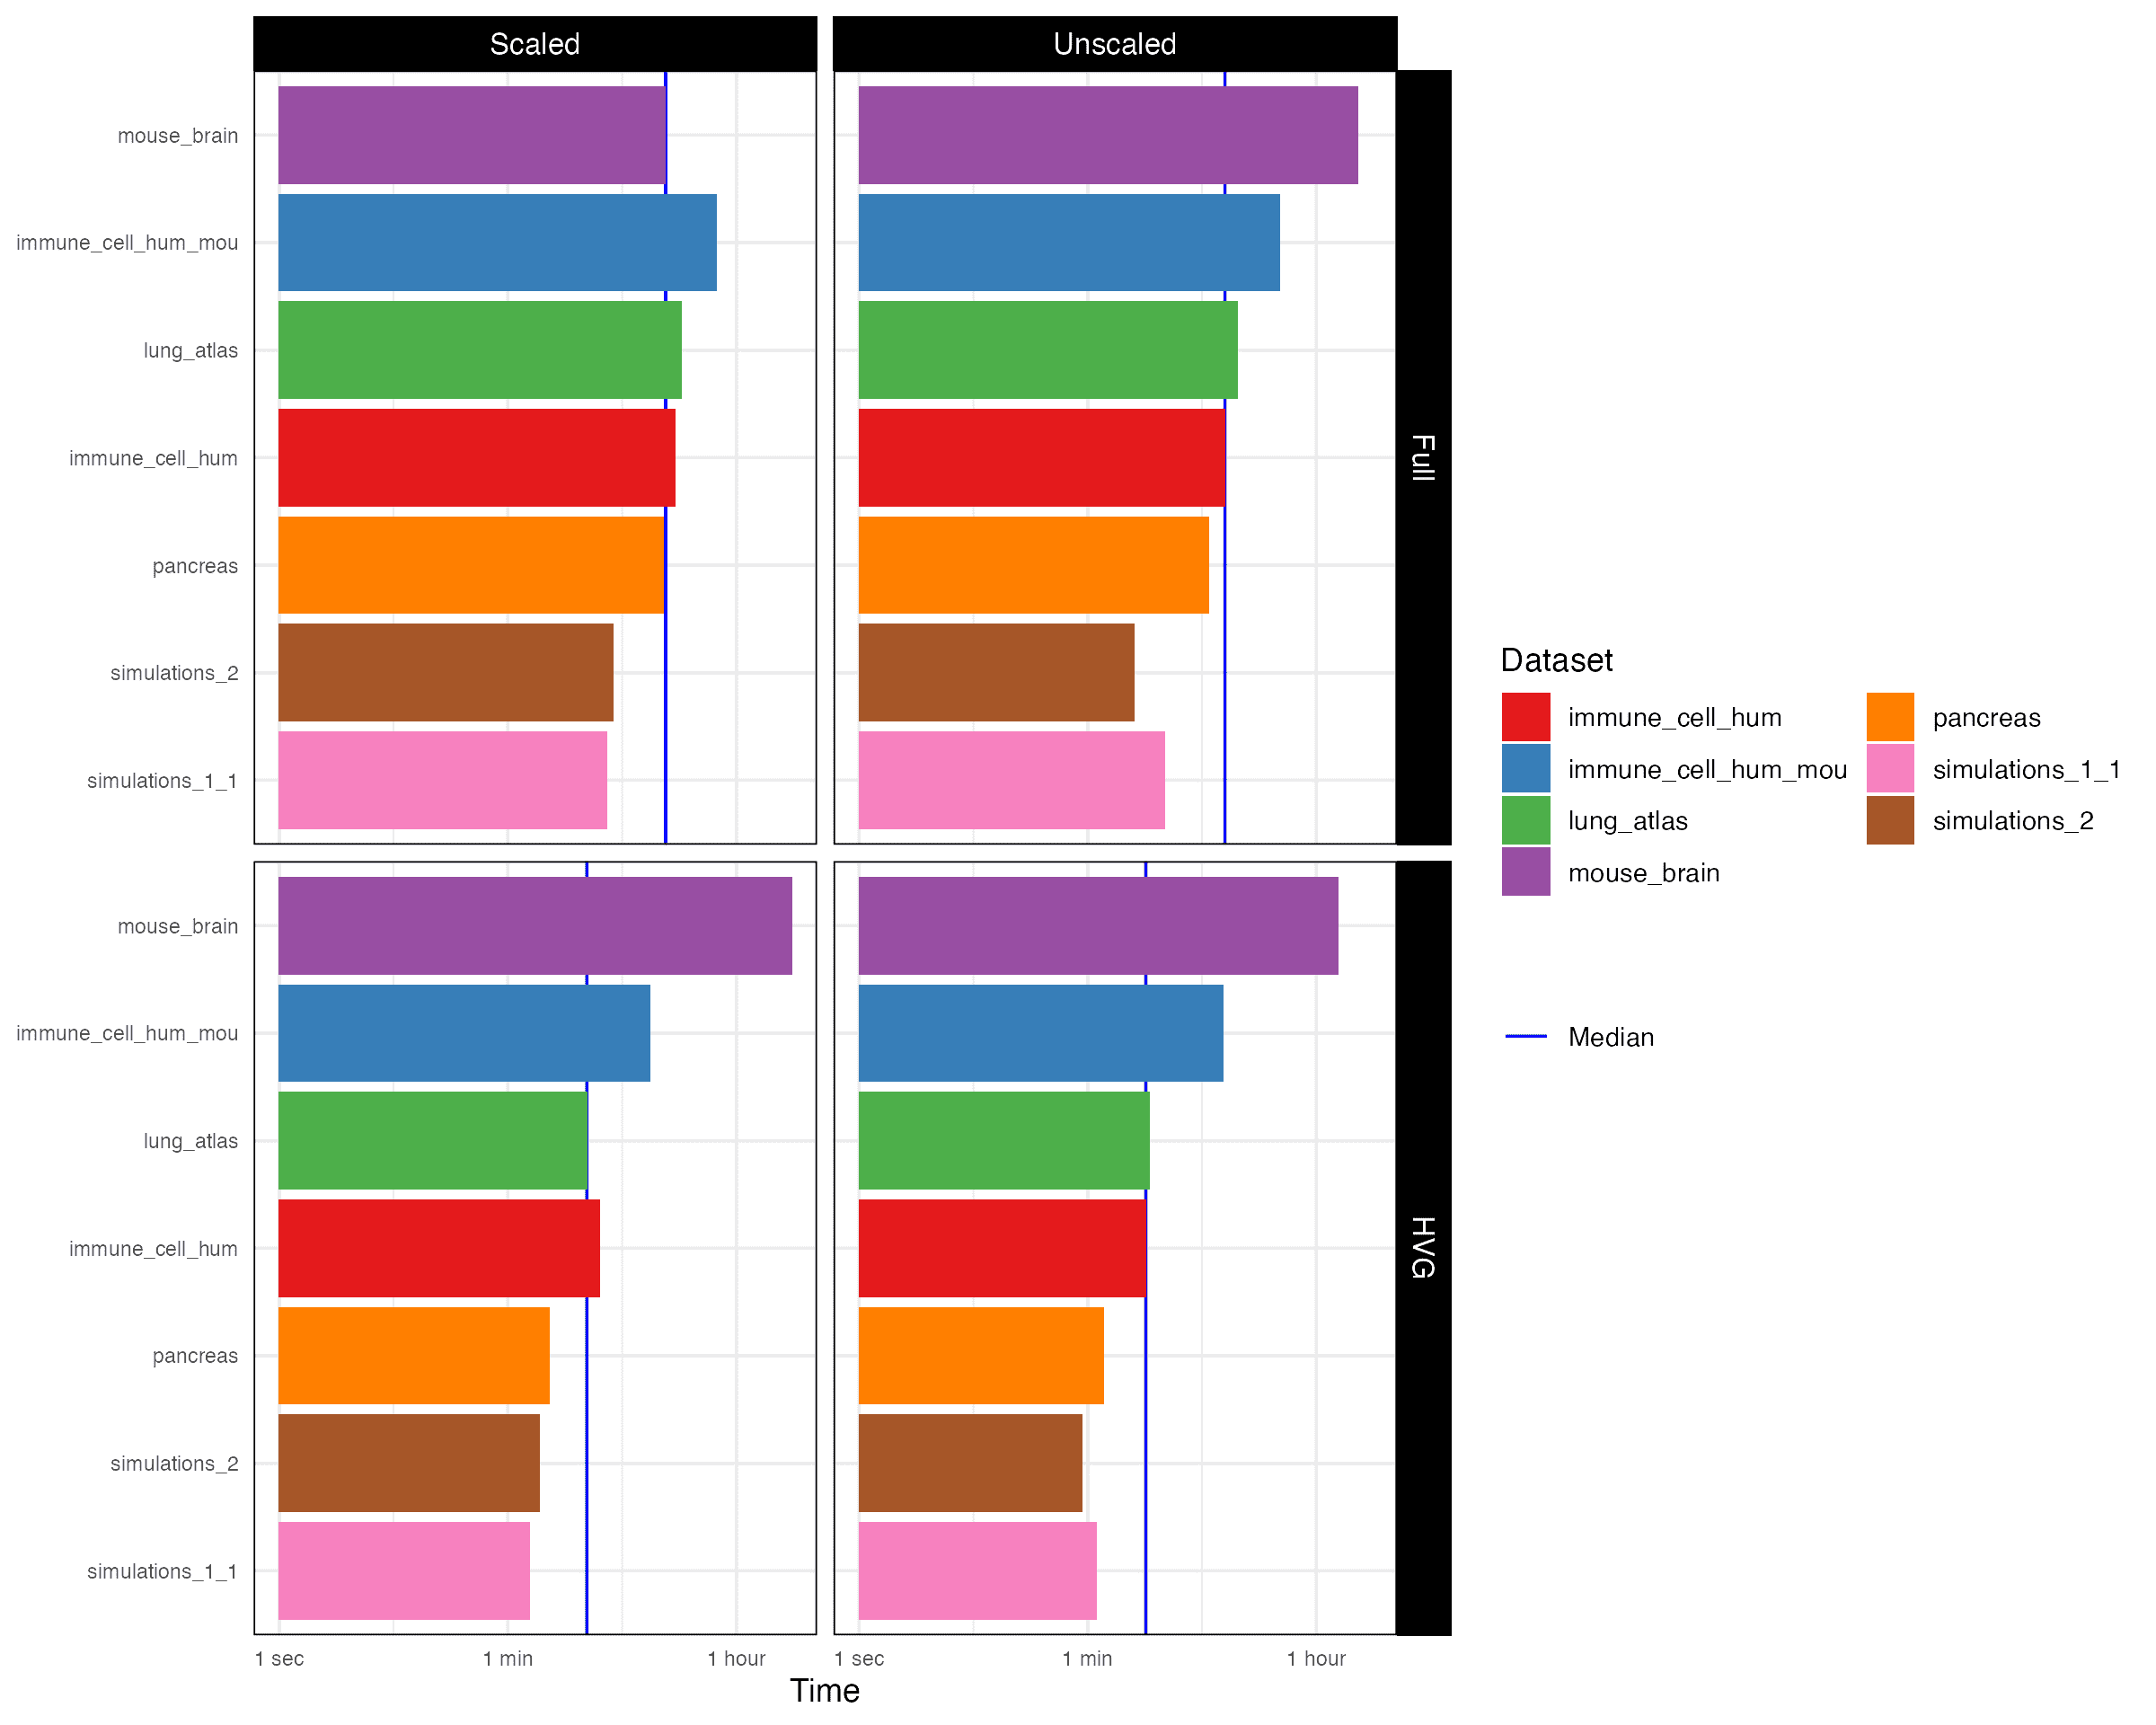 Scaled
Unscaled
mouse_brain
immune_cell_hum_mou
lung_atlas
immune_cell_hum
pancreas
simulations_2
simulations_1_1
Full
mouse_brain
immune_cell_hum_mou
lung_atlas
immune_cell_hum
pancreas
simulations_2
simulations_1_1
HVG
1 sec 1 min 1 hour 1 sec 1 min 1 hour
Time
Dataset
immune_cell_hum
immune_cell_hum_mou
lung_atlas
mouse_brain
pancreas
simulations_1_1
simulations_2
Median